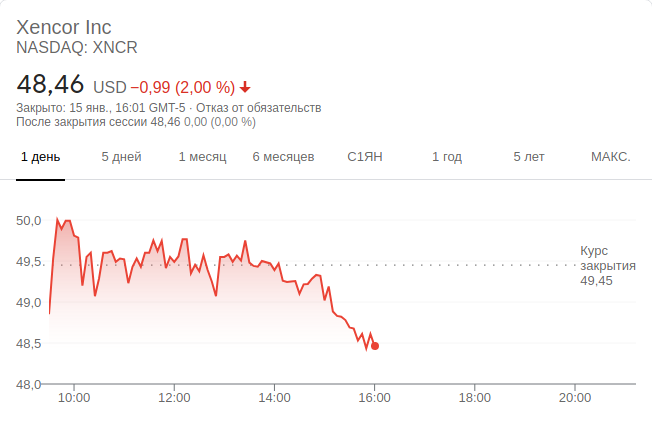 Xencor Inc
NASDAQ: XNCR
48,46 USD −0,99 (2,00 %)
Закрыто: 15 янв., 16:01 GMT-5 · Отказ от обязательств
После закрытия сессии 48,46 0,00 (0,00 %)
1 день 5 дней 1 месяц 6 месяцев С1ЯН 1 год 5 лет МАКС.
50,0
49,5
49,0
48,5
48,0
Курс
закрытия
49,45
10:00 12:00 14:00 16:00 18:00 20:00